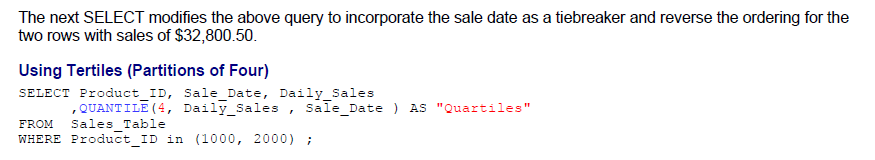 The next SELECT modifies the above query to incorporate the sale date as a tiebreaker and reverse the ordering for the
two rows with sales of $32,800.50.
Using Tertiles (Partitions of Four)
SELECT Product_ID, Sale_Date, Daily_Sales
,QUANTILE(4, Daily_Sales , Sale_Date ) AS "Quartiles"
FROM Sales_Table
WHERE Product_ID in (1000, 2000) ;